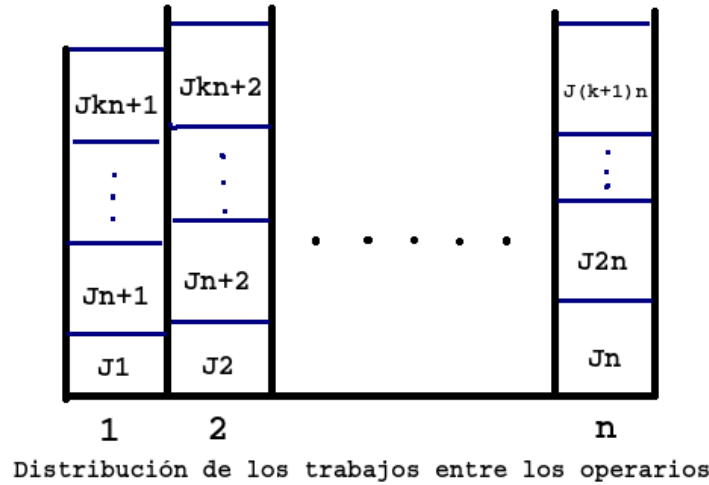 Jkn+1 Jkn+2 J(k+1)n
Jn+1 Jn+2 J2n
J1 J2 Jn
1 2 n
Distribución de los trabajos entre los operarios